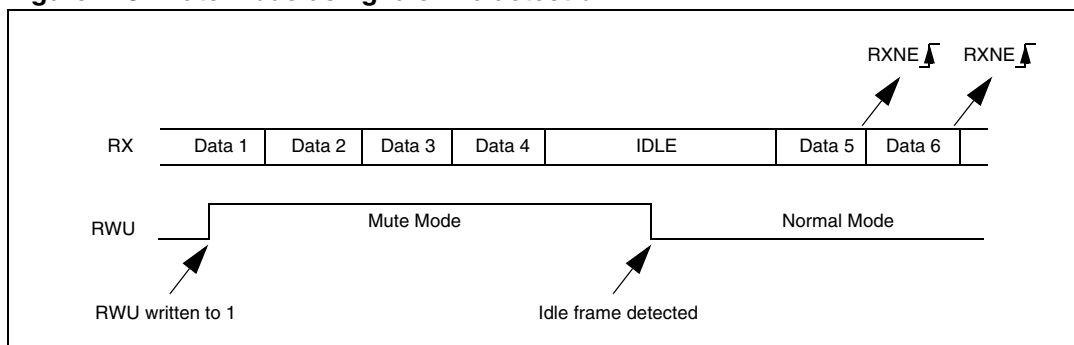 RXNE RXNE
RX Data 1 Data 2 Data 3 Data 4 IDLE Data 5 Data 6
RWU Mute Mode Normal Mode
RWU written to 1 Idle frame detected